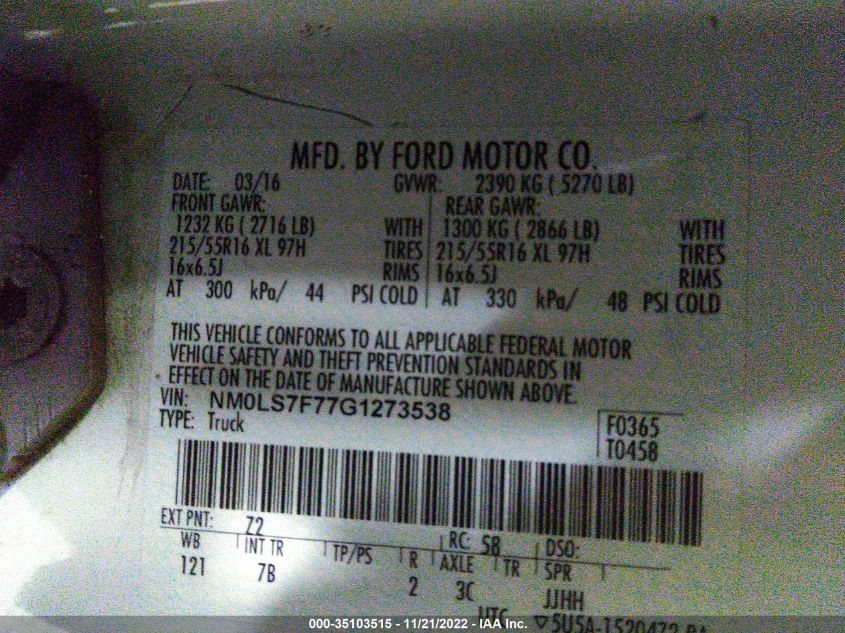 MFD. BY FORD MOTOR CO.
DATE: 03/16 GVWR: 2390 KG ( 5270 LB)
FRONT GAWR: REAR GAWR:
1232 KG ( 2716 LB) WITH 1300 KG ( 2866 LB) WITH
215/55R16 XL 97H TIRES 215/55R16 XL 97H TIRES
16x6.5J RIMS 16x6.5J RIMS
AT 300 kPa/ 44 PSI COLD AT 330 kPa/ 48 PSI COLD
THIS VEHICLE CONFORMS TO ALL APPLICABLE FEDERAL MOTOR
VEHICLE SAFETY AND THEFT PREVENTION STANDARDS IN
EFFECT ON THE DATE OF MANUFACTURE SHOWN ABOVE.
VIN: NM0LS7F77G1273538
TYPE: Truck
F0365
T0458
EXT PNT: Z2 RC: 58 DSO:
WB INT TR TP/PS R AXLE TR SPR
121 7B 2 3C JJHH
UTC
000-35103515 - 11/21/2022 - IAA Inc.